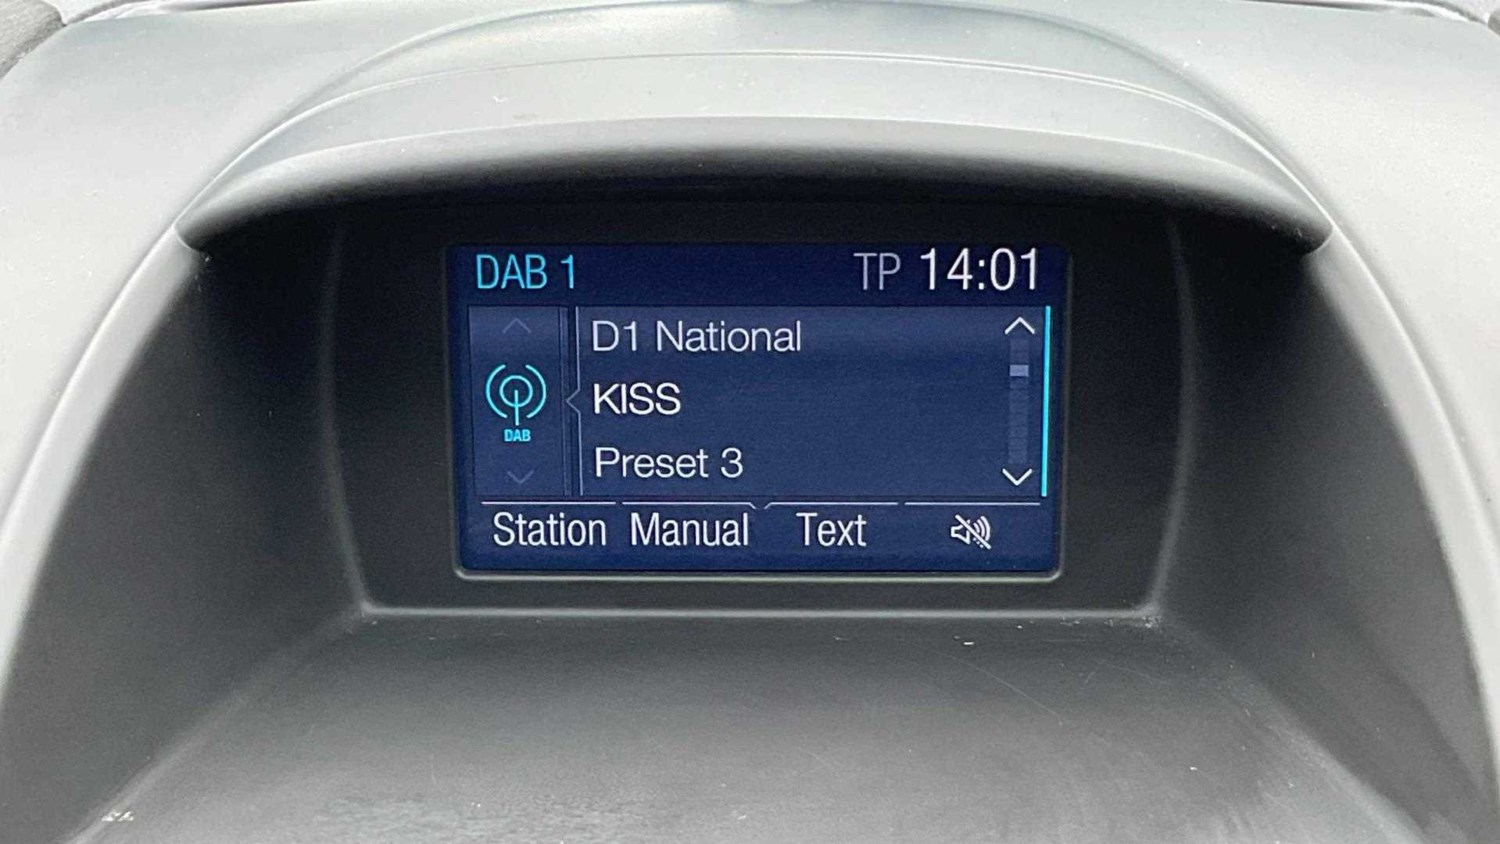 DAB 1 TP 14:01
D1 National
KISS
DAB
Preset 3
Station Manual Text